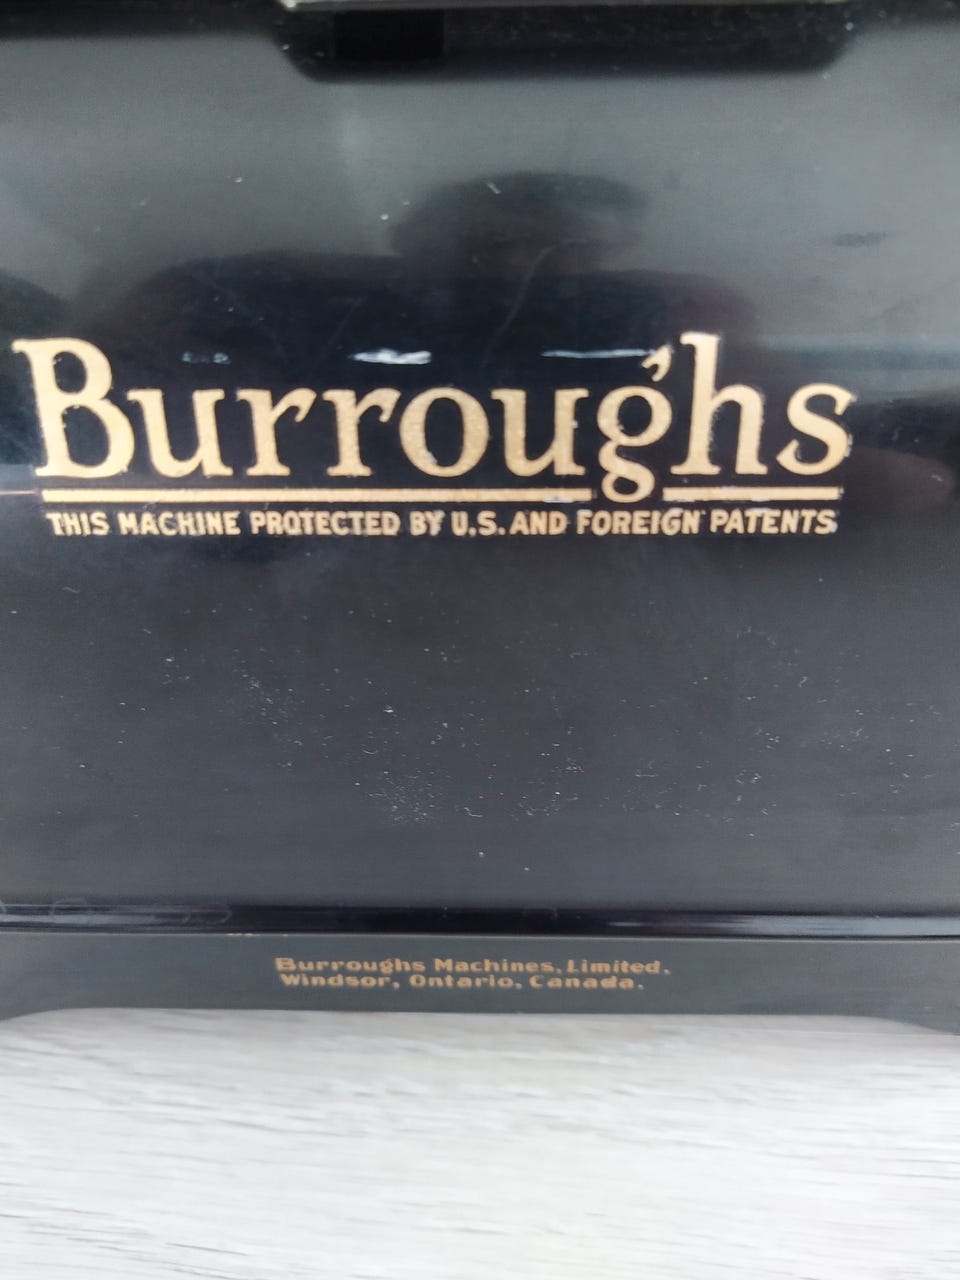 Burroughs
THIS MACHINE PROTECTED BY U.S. AND FOREIGN PATENTS
Burroughs Machines, Limited,
Windsor, Ontario, Canada.